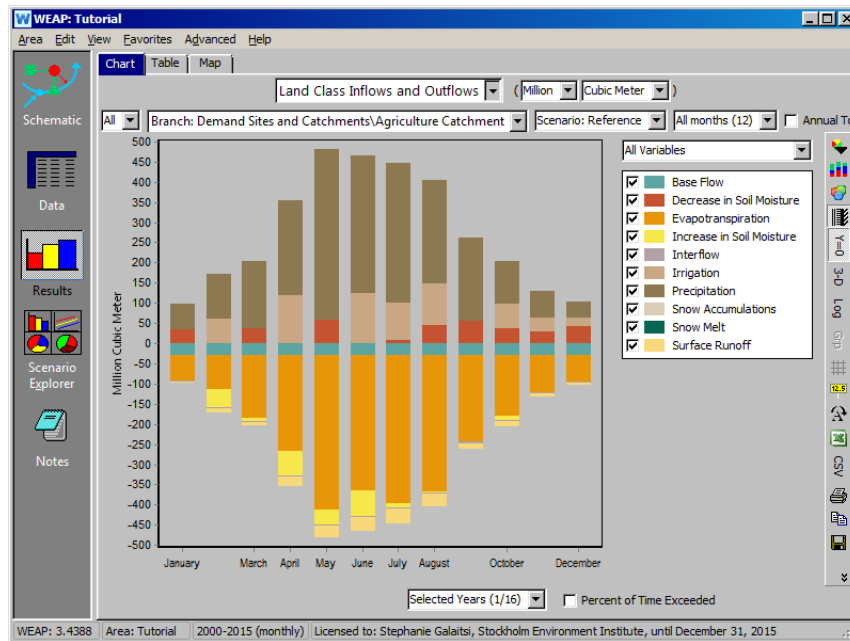 WEAP: Tutorial
Area Edit View Favorites Advanced Help
Chart Table Map
Land Class Inflows and Outflows ( Million Cubic Meter )
All Branch: Demand Sites and Catchments\Agriculture Catchment Scenario: Reference All months (12) Annual To
Schematic
Data
Results
Scenario
Explorer
Notes
Million Cubic Meter
500
450
400
350
300
250
200
150
100
50
0
-50
-100
-150
-200
-250
-300
-350
-400
-450
-500
January March April May June July August October December
All Variables
Base Flow
Decrease in Soil Moisture
Evapotranspiration
Increase in Soil Moisture
Interflow
Irrigation
Precipitation
Snow Accumulations
Snow Melt
Surface Runoff
Y=0
3-D
Log
12.5
A
CSV
Selected Years (1/16) Percent of Time Exceeded
WEAP: 3.4388 Area: Tutorial 2000-2015 (monthly) Licensed to: Stephanie Galaitsi, Stockholm Environment Institute, until December 31, 2015